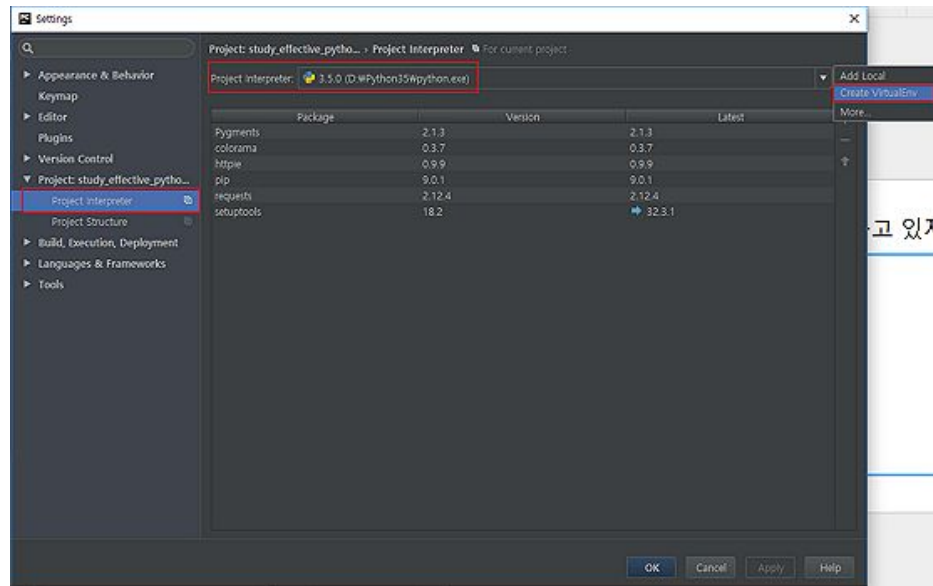 Settings
Project: study_effective_pytho... › Project Interpreter For current project
Appearance & Behavior
Keymap
Editor
Plugins
Version Control
Project: study_effective_pytho...
Project Interpreter
Project Structure
Build, Execution, Deployment
Languages & Frameworks
Tools
Project Interpreter: 3.5.0 (D:₩Python35₩python.exe)
Add Local
Create VirtualEnv
More...
Package Version Latest
Pygments 2.1.3 2.1.3
colorama 0.3.7 0.3.7
httpie 0.9.9 0.9.9
pip 9.0.1 9.0.1
requests 2.12.4 2.12.4
setuptools 18.2 32.3.1
고 있
OK Cancel Apply Help